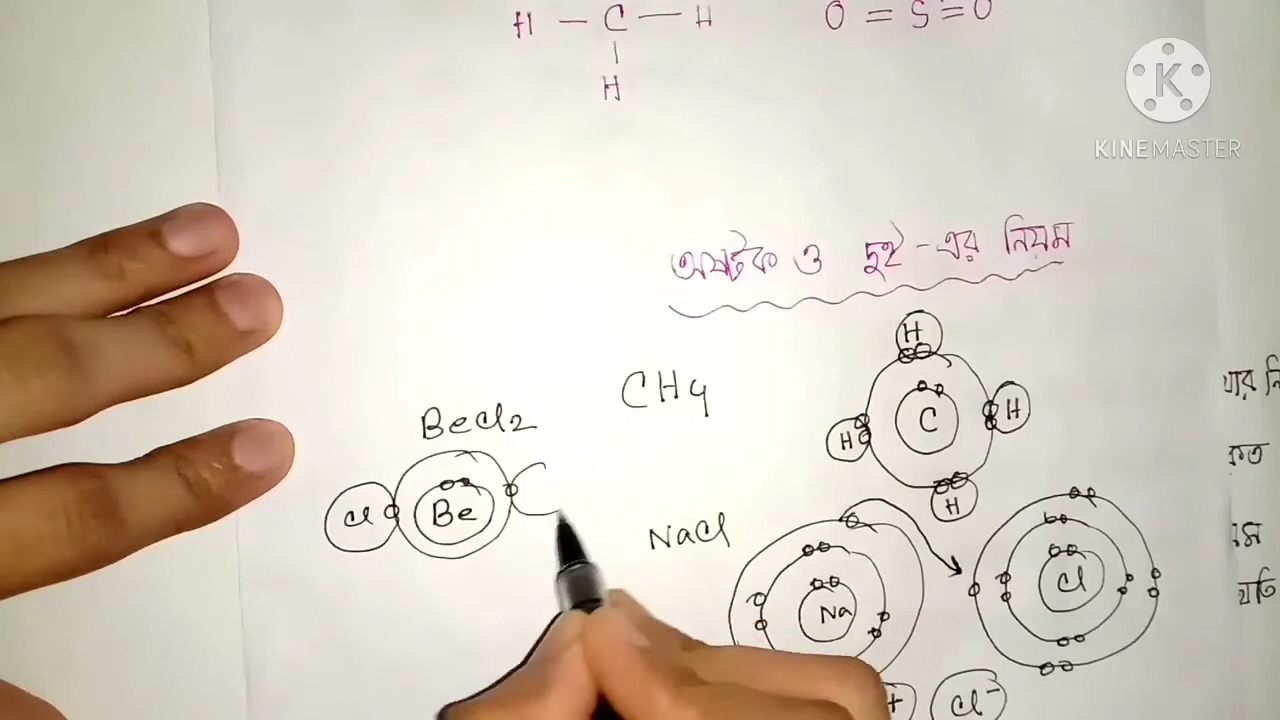 H — C — H
O = S = O
H
K
KINEMASTER
অষ্টক ও দুই-এর নিয়ম
H
CH4
C
H
H
H
BeCl2
Cl
Be
NaCl
Na
Cl
+
Cl-